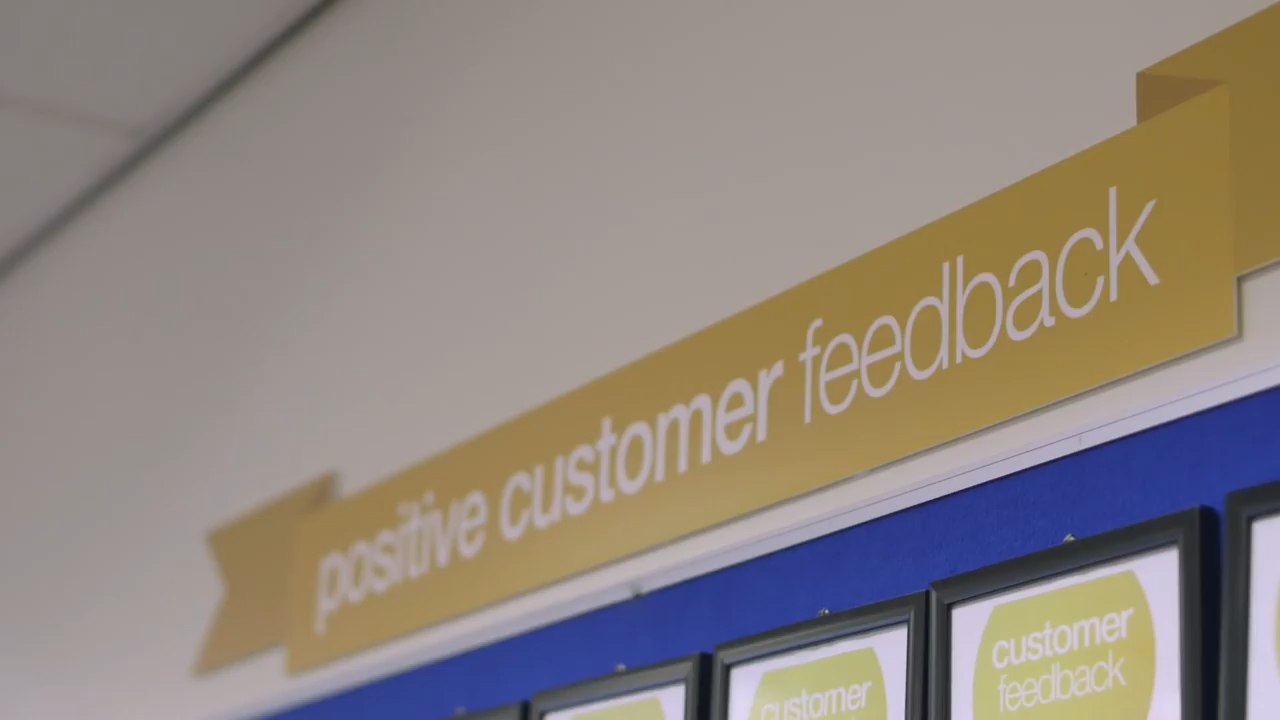 positive customer feedback
customer
customer
feedback